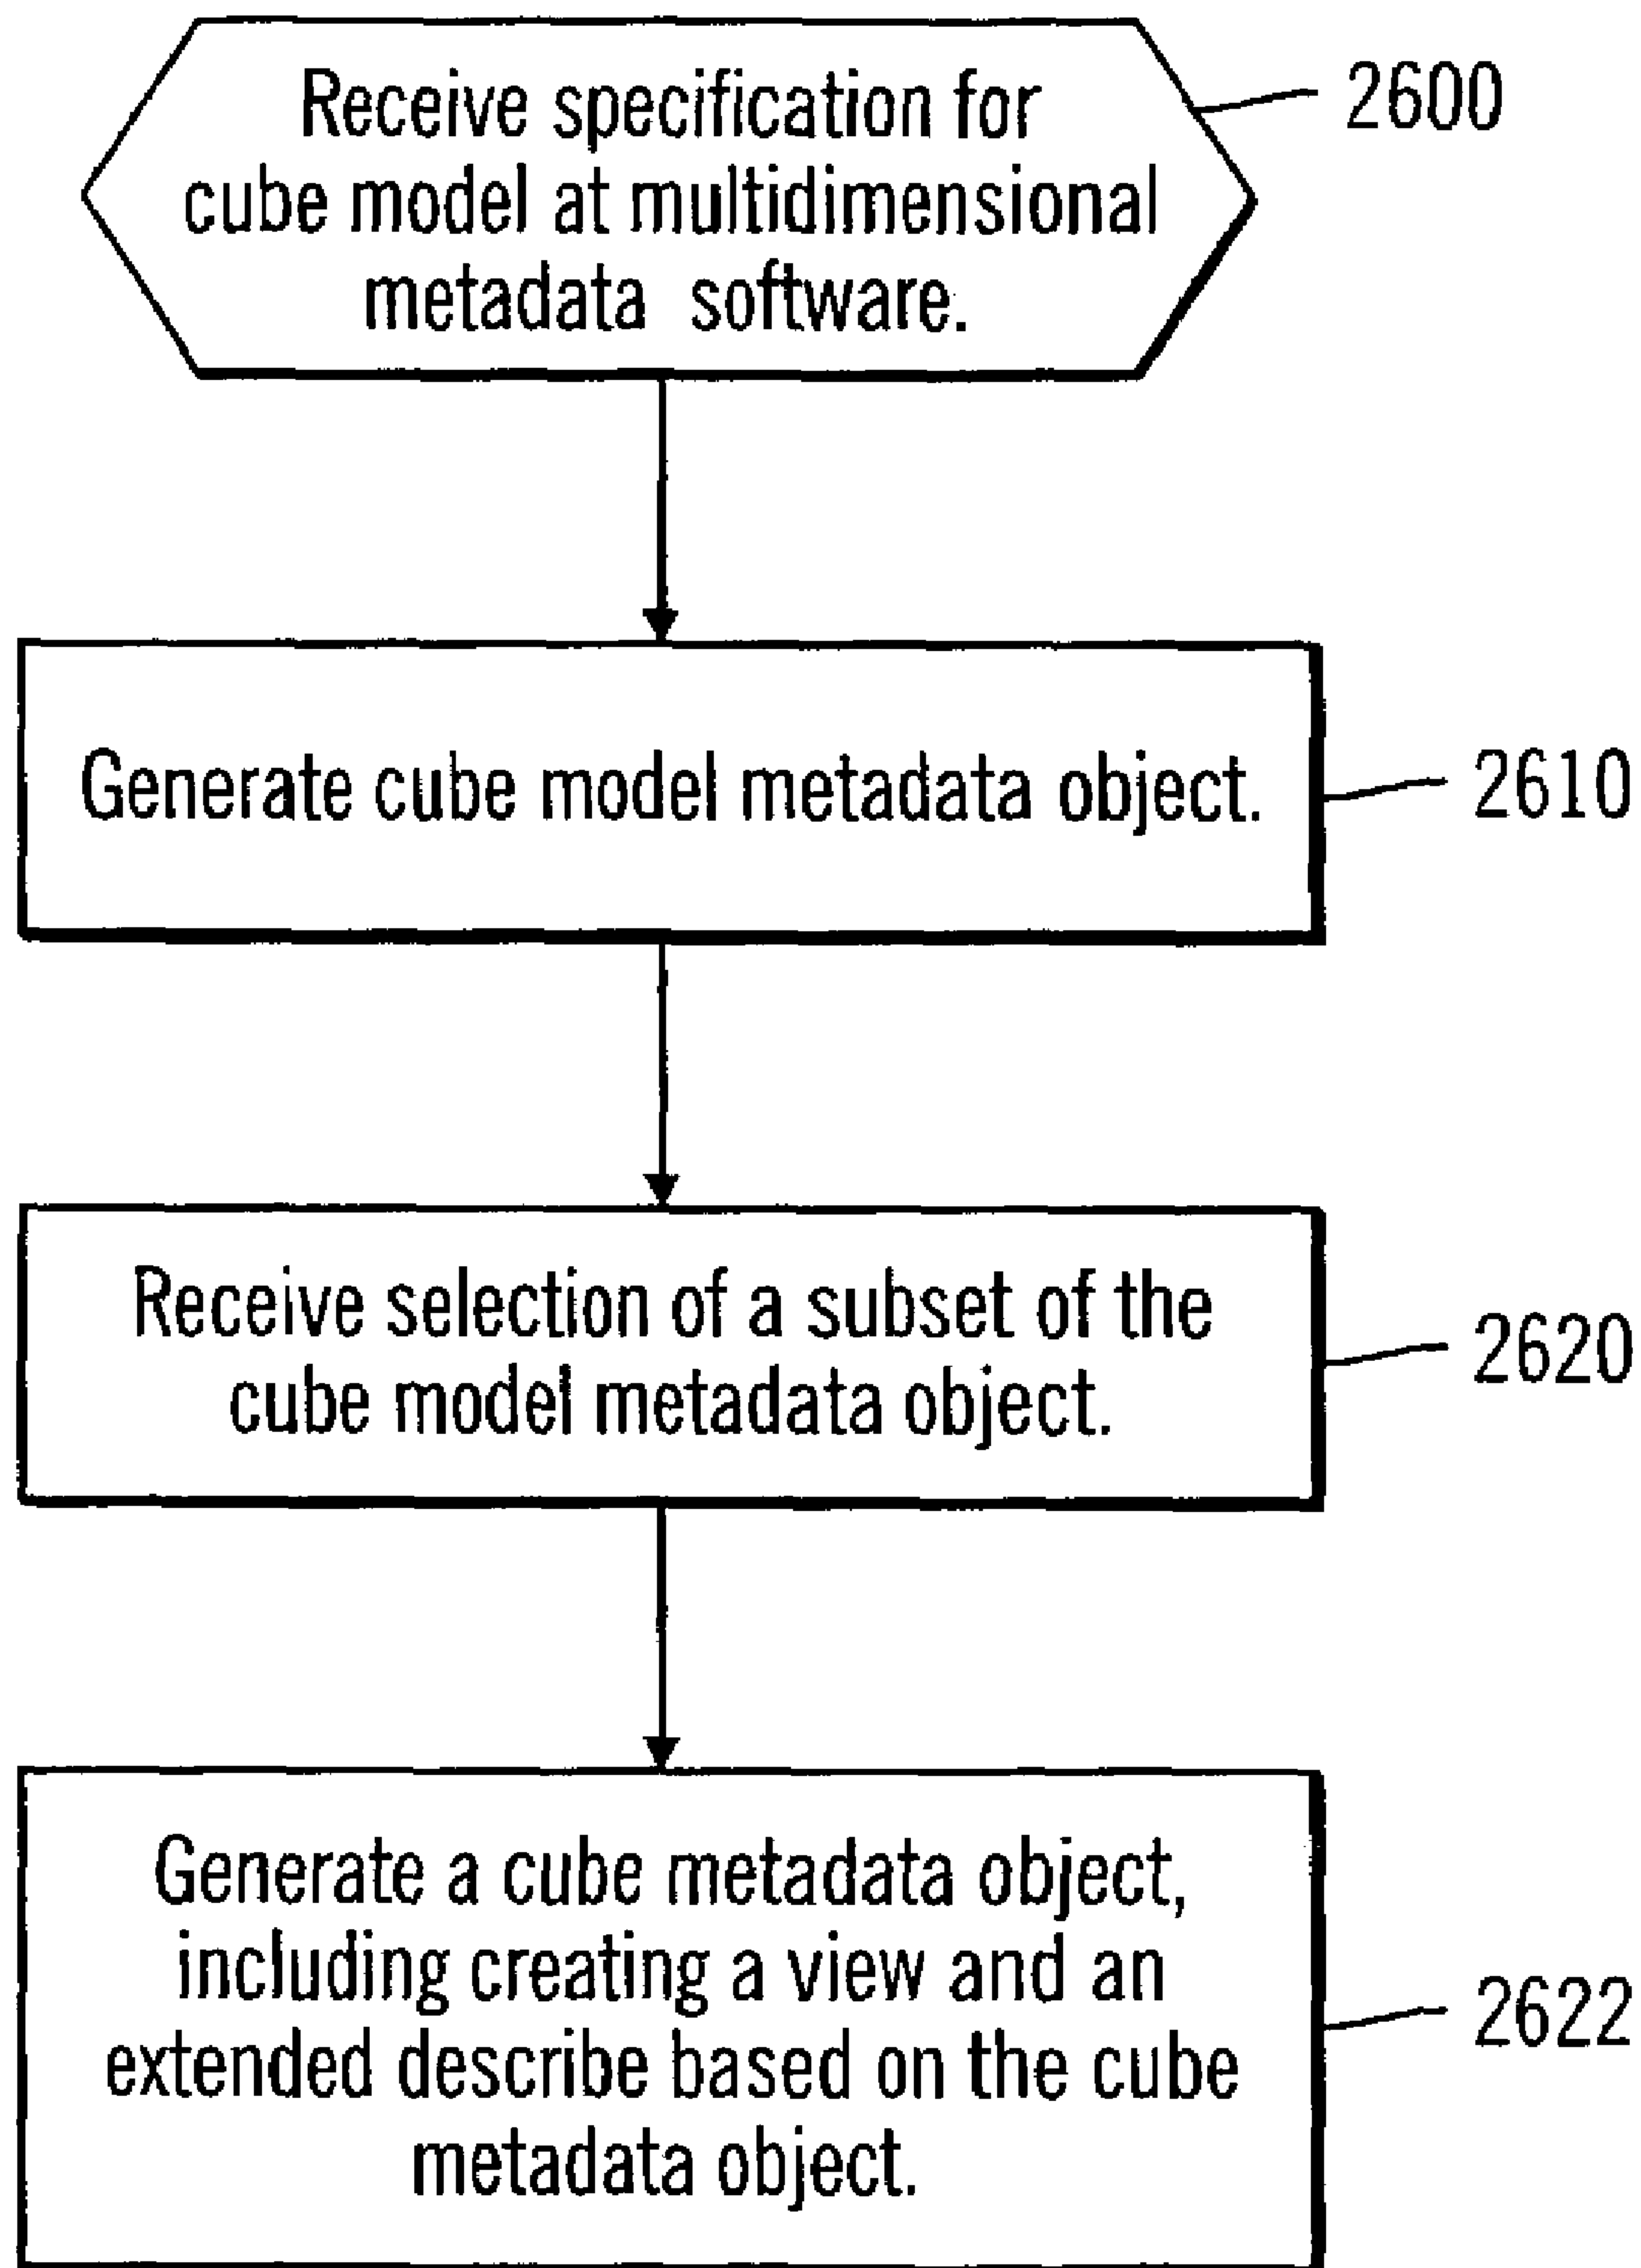 Receive specification for
cube model at multidimensional
metadata software.
2600
Generate cube model metadata object.
2610
Receive selection of a subset of the
cube model metadata object.
2620
Generate a cube metadata object,
including creating a view and an
extended describe based on the cube
metadata object.
2622